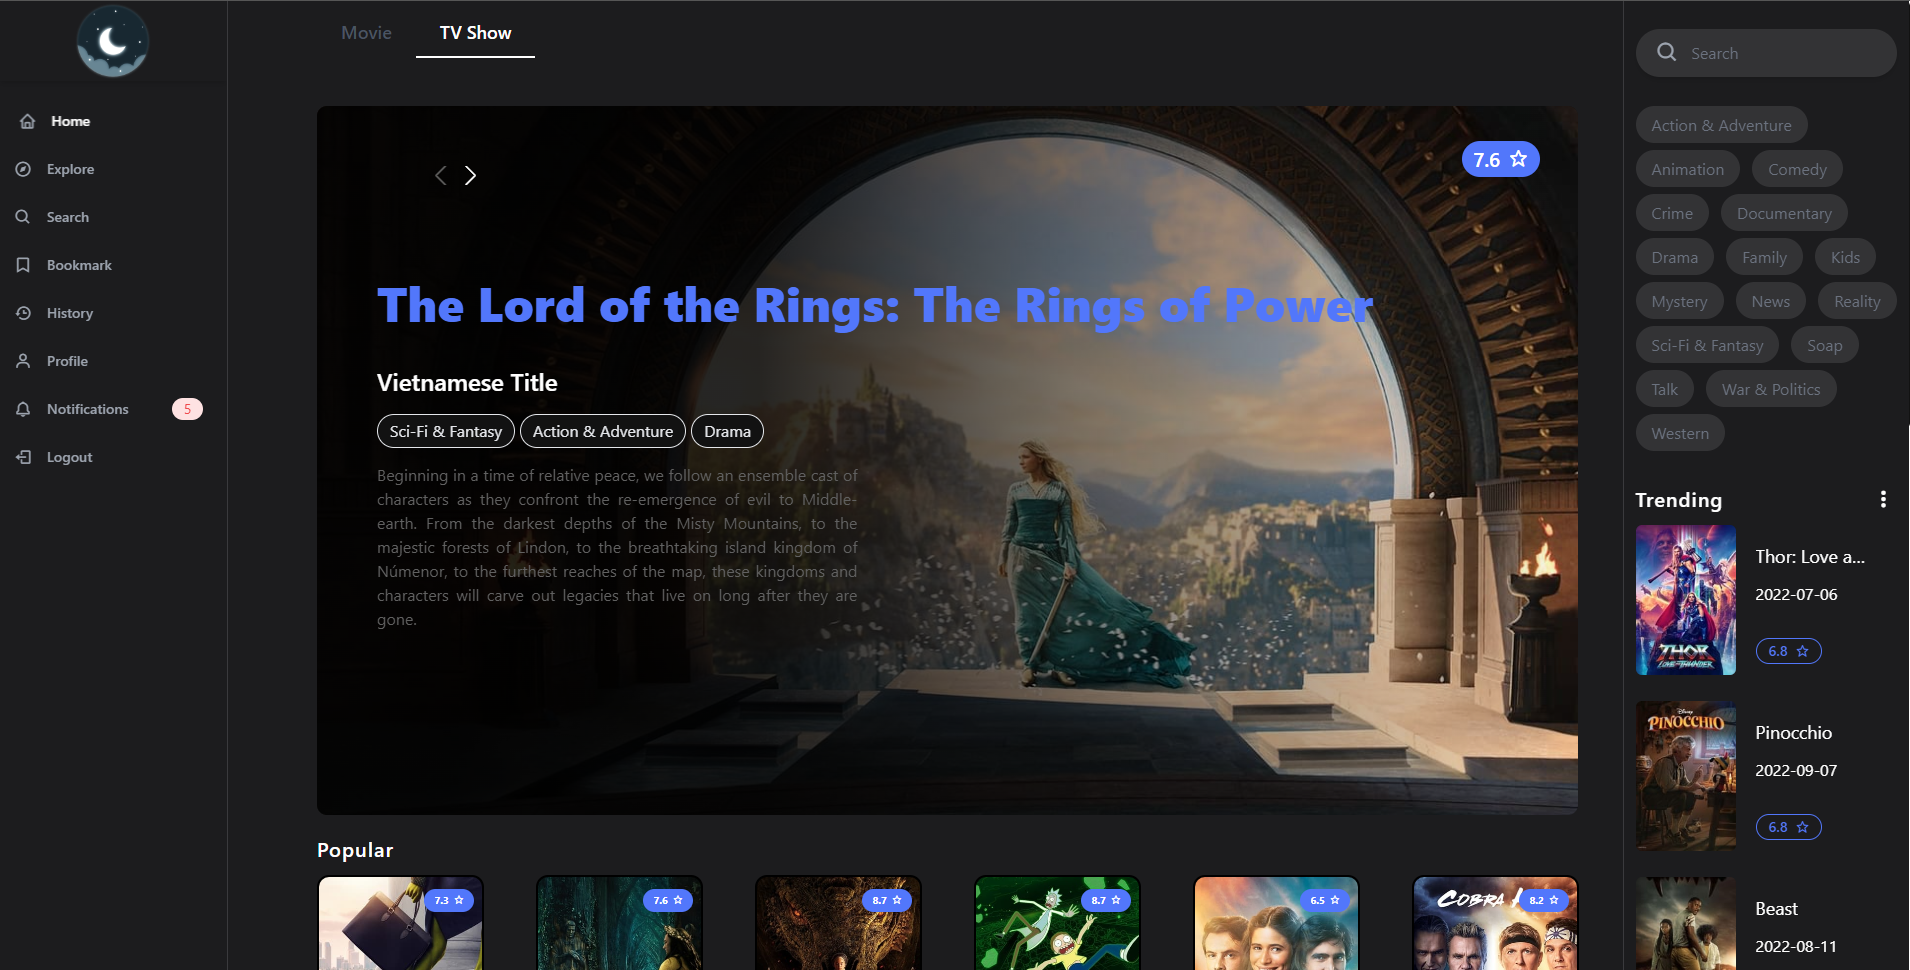 Home
Explore
Search
Bookmark
History
Profile
Notifications 5
Logout
Movie TV Show
7.6
The Lord of the Rings: The Rings of Power
Vietnamese Title
Sci-Fi & Fantasy Action & Adventure Drama
Beginning in a time of relative peace, we follow an ensemble cast of
characters as they confront the re-emergence of evil to Middle-
earth. From the darkest depths of the Misty Mountains, to the
majestic forests of Lindon, to the breathtaking island kingdom of
Númenor, to the furthest reaches of the map, these kingdoms and
characters will carve out legacies that live on long after they are
gone.
Popular
7.3
7.6
8.7
8.7
6.5
COBRA
8.2
Search
Action & Adventure
Animation Comedy
Crime Documentary
Drama Family Kids
Mystery News Reality
Sci-Fi & Fantasy Soap
Talk War & Politics
Western
Trending
THOR
LOVE AND THUNDER
Thor: Love a...
2022-07-06
6.8
Disney
PINOCCHIO
Pinocchio
2022-09-07
6.8
Beast
2022-08-11